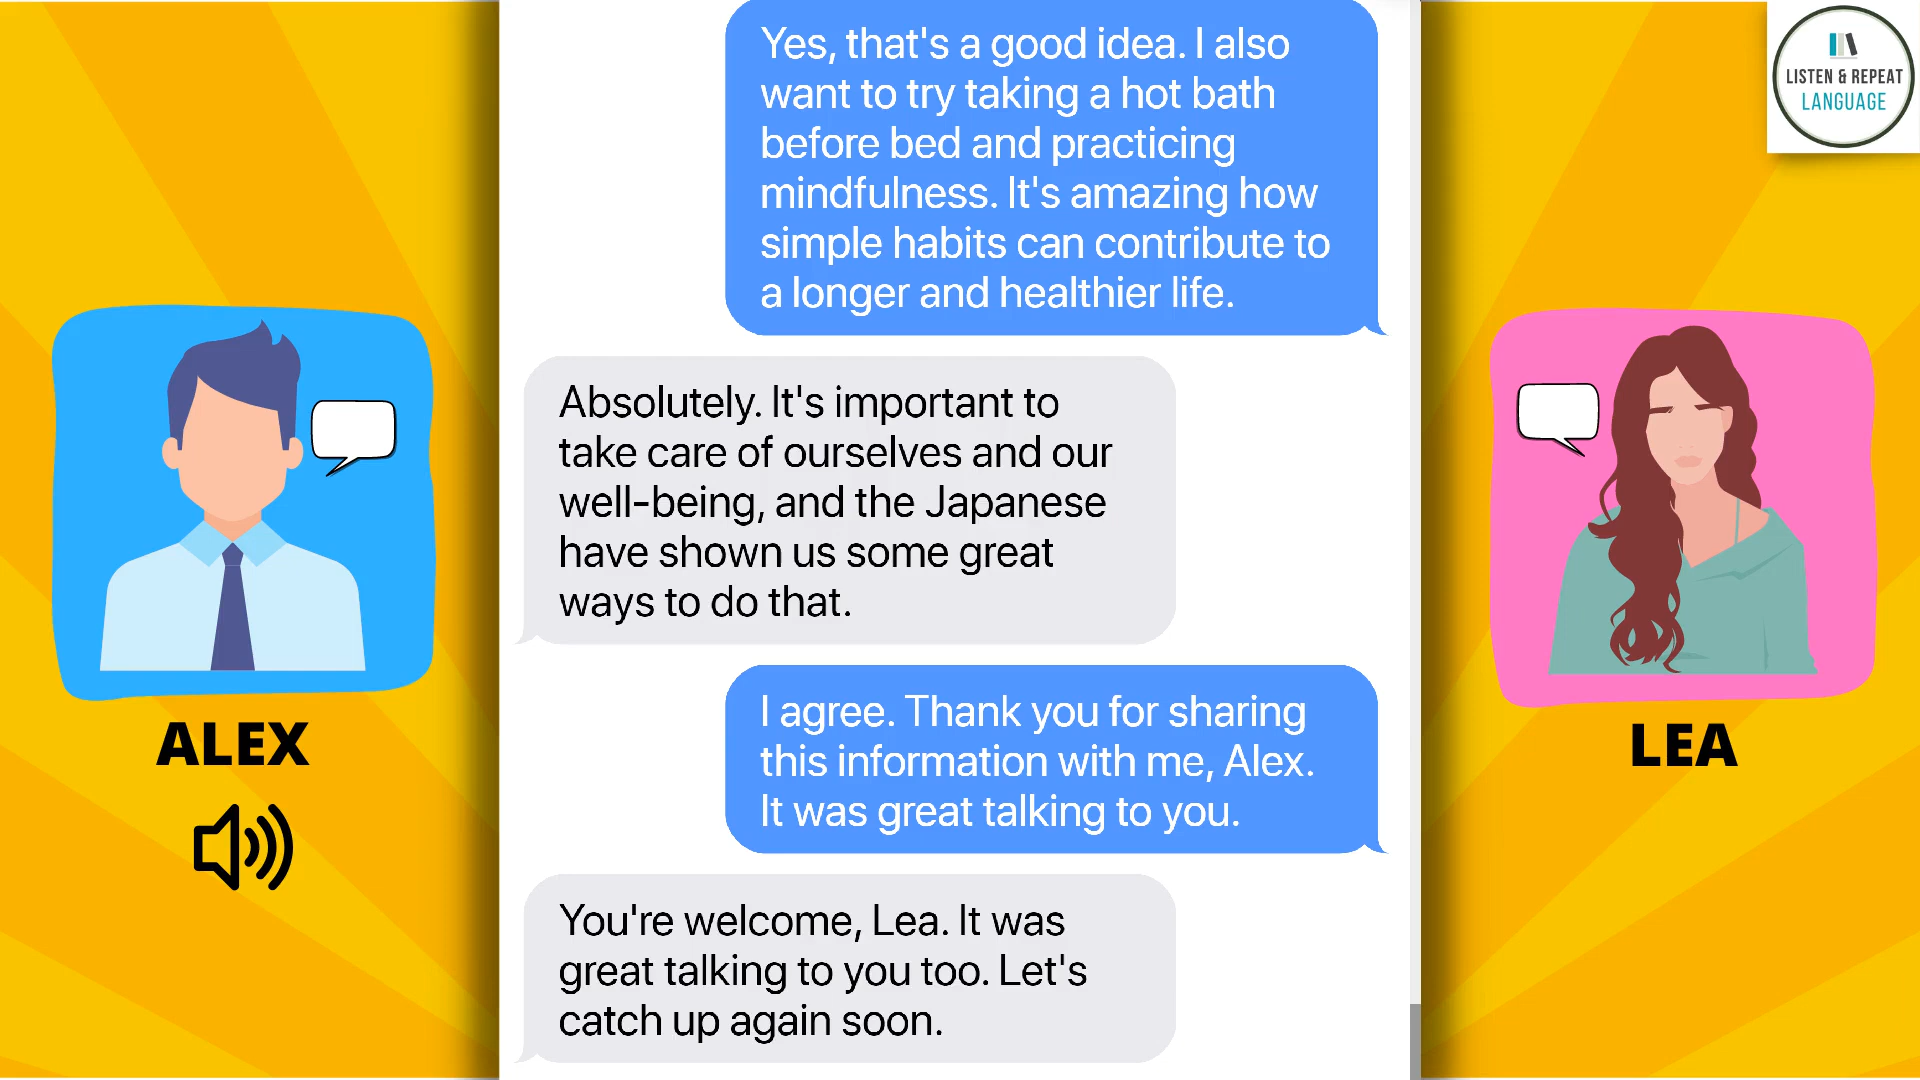 Yes, that's a good idea. I also
want to try taking a hot bath
before bed and practicing
mindfulness. It's amazing how
simple habits can contribute to
a longer and healthier life.
Absolutely. It's important to
take care of ourselves and our
well-being, and the Japanese
have shown us some great
ways to do that.
I agree. Thank you for sharing
this information with me, Alex.
It was great talking to you.
You're welcome, Lea. It was
great talking to you too. Let's
catch up again soon.
ALEX
LEA
LISTEN & REPEAT
LANGUAGE